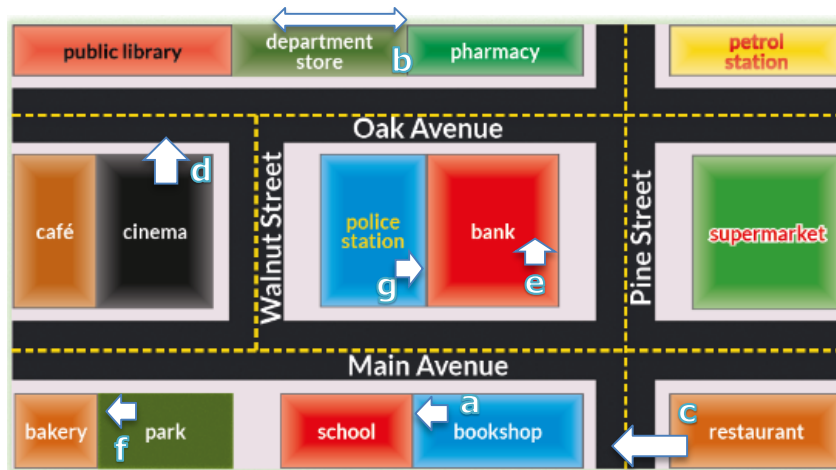 public library
department
store
b
pharmacy
petrol
station
Oak Avenue
café
cinema
d
Walnut Street
police
station
g
bank
e
Pine Street
supermarket
Main Avenue
bakery
f
park
school
a
bookshop
c
restaurant